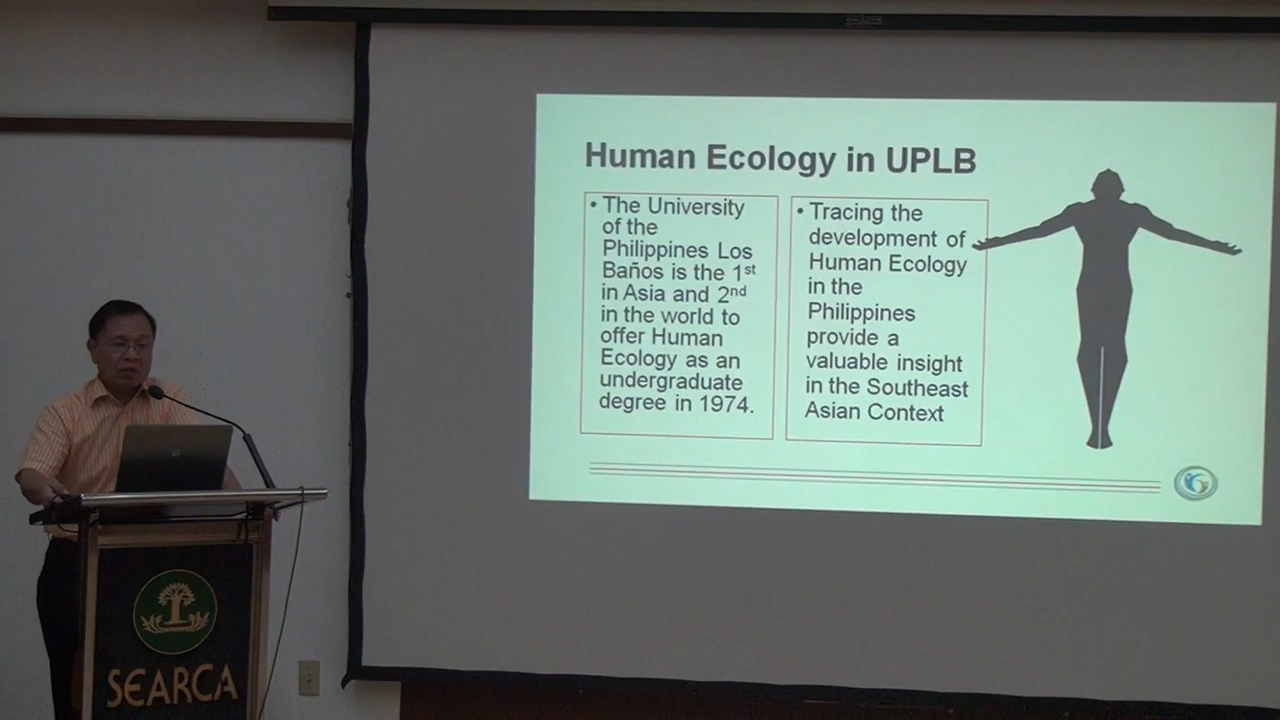 Human Ecology in UPLB
• The University
of the
Philippines Los
Baños is the 1st
in Asia and 2nd
in the world to
offer Human
Ecology as an
undergraduate
degree in 1974.
• Tracing the
development of
Human Ecology
in the
Philippines
provide a
valuable insight
in the Southeast
Asian Context
SEARCA